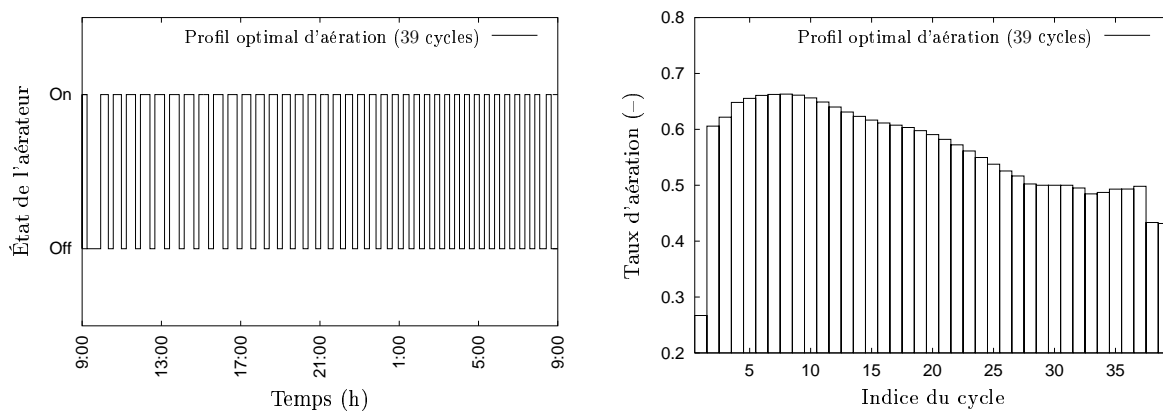 Profil optimal d'aération (39 cycles)
On
Off
État de l'aérateur
9:00 13:00 17:00 21:00 1:00 5:00 9:00
Temps (h)
Profil optimal d'aération (39 cycles)
0.8
0.7
0.6
0.5
0.4
0.3
0.2
Taux d'aération (–)
5 10 15 20 25 30 35
Indice du cycle